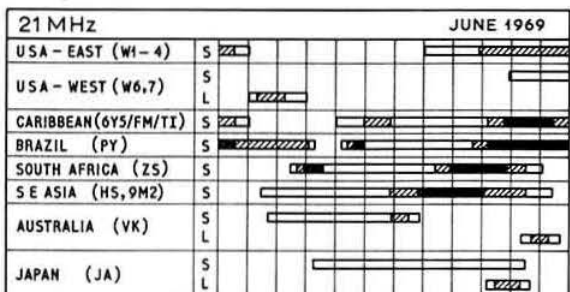 21 MHz JUNE 1969
USA - EAST (W1-4) S
USA - WEST (W6,7) S
L
CARIBBEAN(6Y5/FM/TI) S
BRAZIL (PY) S
SOUTH AFRICA (ZS) S
S E ASIA (HS, 9M2) S
AUSTRALIA (VK) S
L
JAPAN (JA) S
L